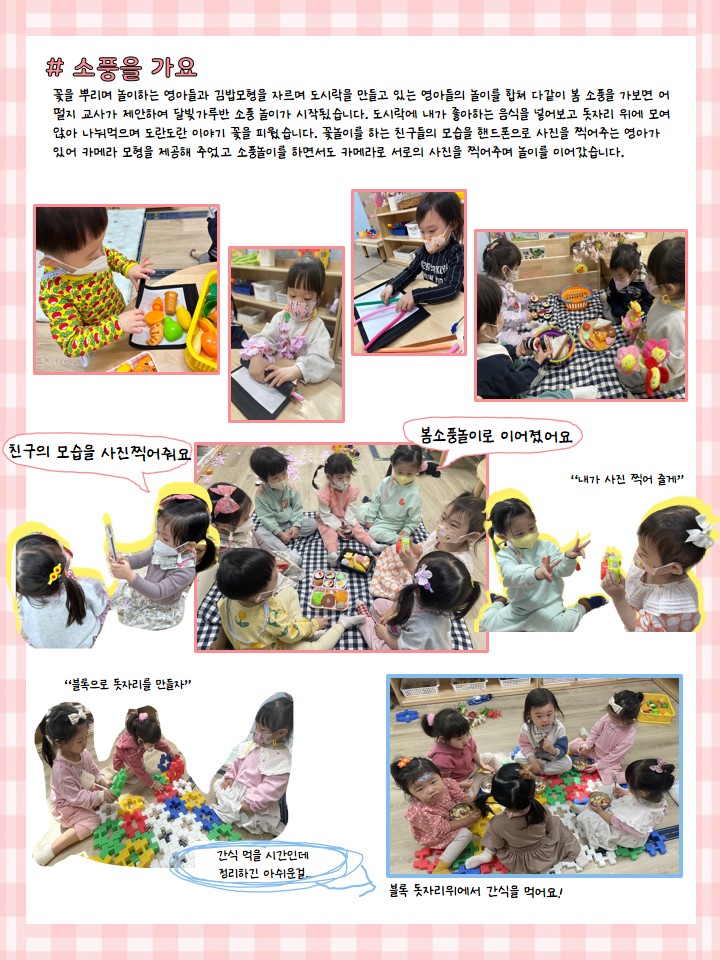 # 소풍을 가요
꽃을 뿌리며 놀이하는 영아들과 김밥모형을 자르며 도시락을 만들고 있는 영아들의 놀이를 합쳐 다같이 봄 소풍을 가보면 어
떨지 교사가 제안하여 달빛가루반 소풍 놀이가 시작됬습니다. 도시락에 내가 좋아하는 음식을 넣어보고 돗자리 위에 모여
앉아 나눠먹으며 도란도란 이야기 꽃을 피웠습니다. 꽃놀이를 하는 친구들의 모습을 핸드폰으로 사진을 찍어주는 영아가
있어 카메라 모형을 제공해 주었고 소풍놀이를 하면서도 카메라로 서로의 사진을 찍어주며 놀이를 이어갔습니다.
친구의 모습을 사진찍어줘요
봄소풍놀이로 이어졌어요
“내가 사진 찍어 줄게”
“블록으로 돗자리를 만들자”
간식 먹을 시간인데
정리하긴 아쉬운걸...
블록 돗자리위에서 간식을 먹어요!